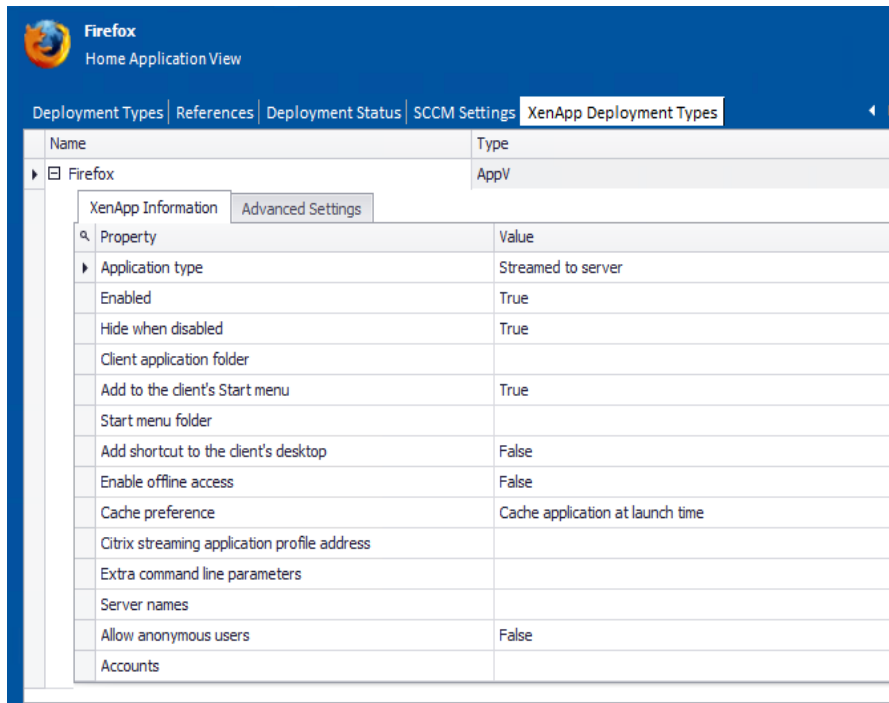 Firefox
Home Application View
Deployment Types References Deployment Status SCCM Settings XenApp Deployment Types
Name Type
Firefox AppV
XenApp Information Advanced Settings
Property Value
Application type Streamed to server
Enabled True
Hide when disabled True
Client application folder
Add to the client's Start menu True
Start menu folder
Add shortcut to the client's desktop False
Enable offline access False
Cache preference Cache application at launch time
Citrix streaming application profile address
Extra command line parameters
Server names
Allow anonymous users False
Accounts